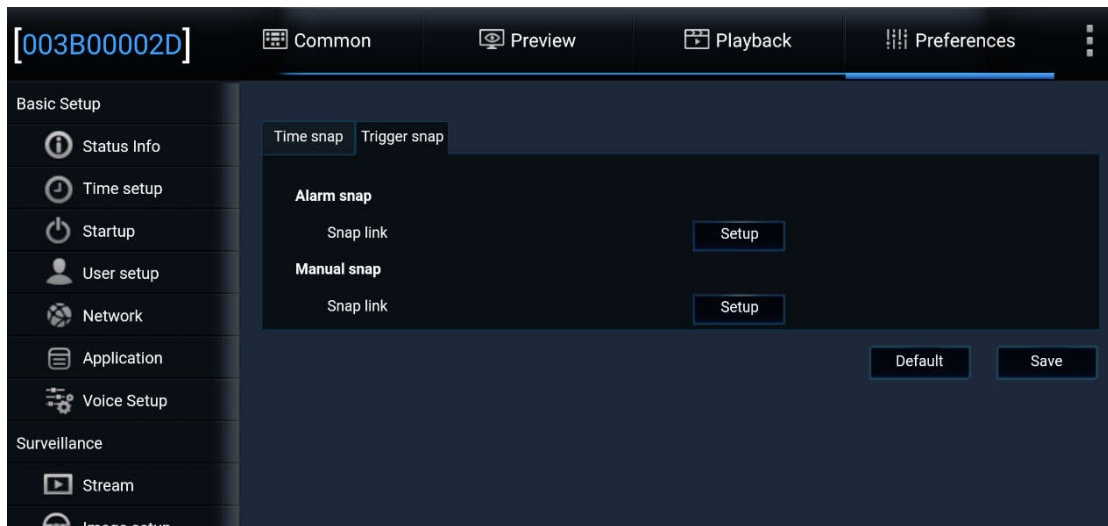 [003B00002D]
Common
Preview
Playback
Preferences
Basic Setup
Status Info
Time setup
Startup
User setup
Network
Application
Voice Setup
Surveillance
Stream
Time snap
Trigger snap
Alarm snap
Snap link
Setup
Manual snap
Snap link
Setup
Default
Save